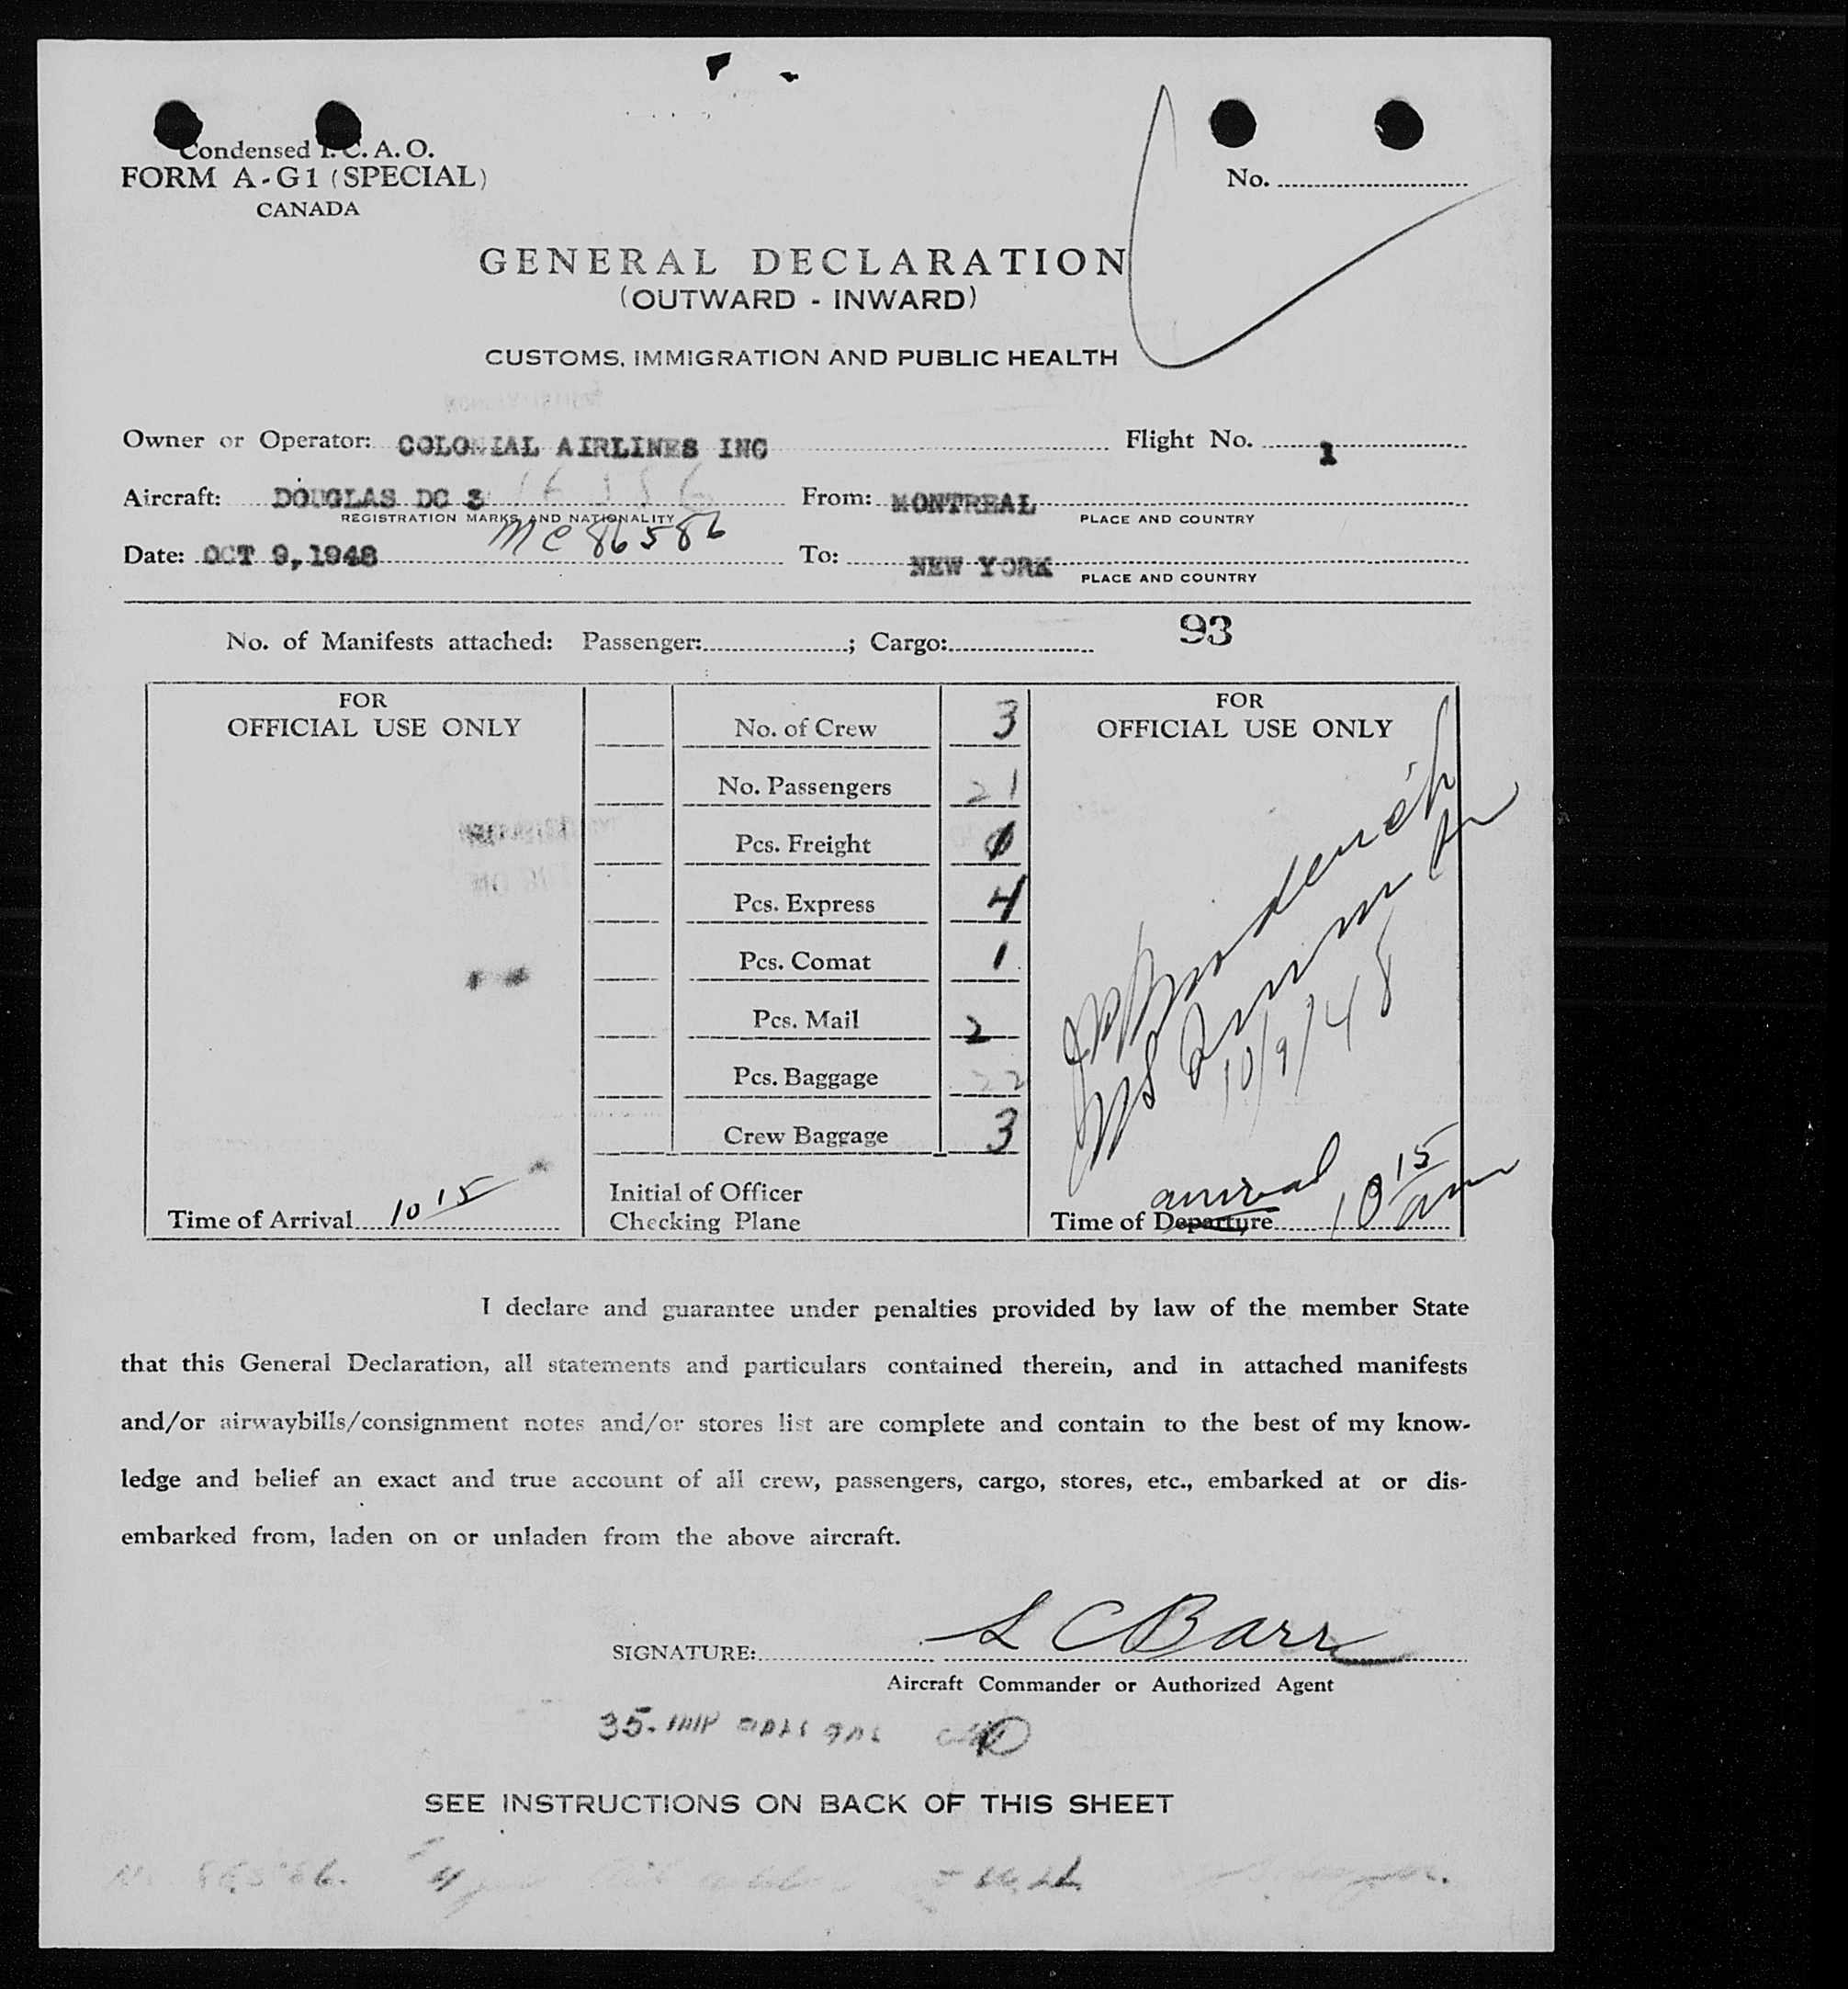 Condensed I. C. A. O.
FORM A-G1 (SPECIAL)
CANADA
No.
GENERAL DECLARATION
(OUTWARD - INWARD)
CUSTOMS, IMMIGRATION AND PUBLIC HEALTH
Owner or Operator: COLONIAL AIRLINES INC Flight No. 1
Aircraft: DOUGLAS DC 3 From: MONTREAL
REGISTRATION MARKS AND NATIONALITY PLACE AND COUNTRY
86586
Date: OCT 9, 1948 To: NEW YORK
PLACE AND COUNTRY
No. of Manifests attached: Passenger: ; Cargo: 93
FOR OFFICIAL USE ONLY
No. of Crew 3
No. Passengers 21
Pcs. Freight
Pcs. Express 4
Pcs. Comat 1
Pcs. Mail 2
Pcs. Baggage 22
Crew Baggage 3
Initial of Officer
Checking Plane
Time of Arrival 10 15
FOR
OFFICIAL USE ONLY
10/9/48
arrival 10 15 am
Time of Departure
I declare and guarantee under penalties provided by law of the member State
that this General Declaration, all statements and particulars contained therein, and in attached manifests
and/or airwaybills/consignment notes and/or stores list are complete and contain to the best of my know-
ledge and belief an exact and true account of all crew, passengers, cargo, stores, etc., embarked at or dis-
embarked from, laden on or unladen from the above aircraft.
SIGNATURE: L C Barr
Aircraft Commander or Authorized Agent
35. IMP GALS GAS
SEE INSTRUCTIONS ON BACK OF THIS SHEET